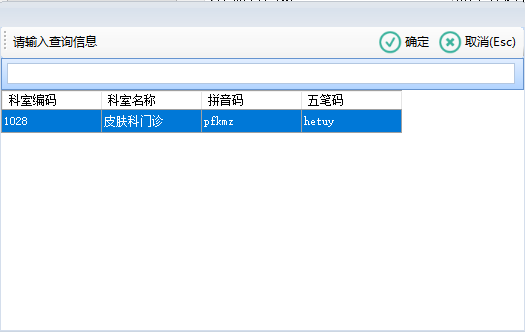 请输入查询信息 确定 取消(Esc)
科室编码 科室名称 拼音码 五笔码
1028 皮肤科门诊 pfkmz hetuy